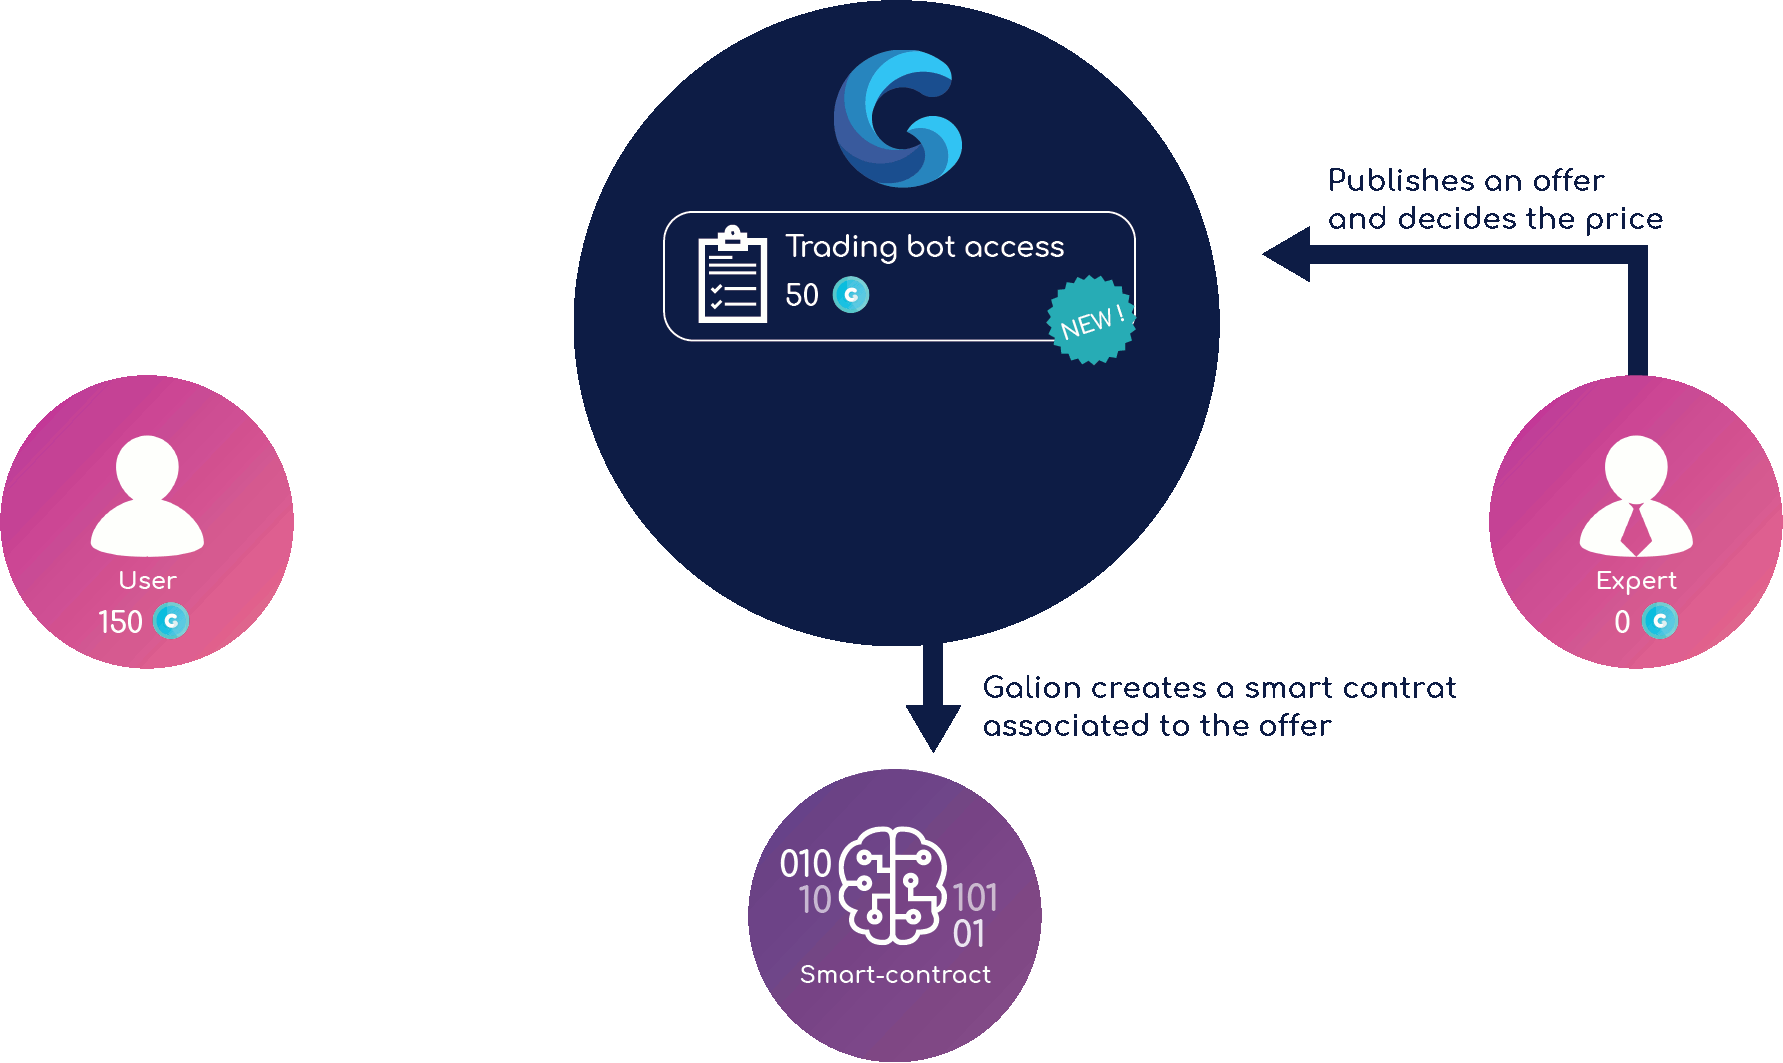 Publishes an offer
and decides the price
Trading bot access
50 G
NEW !
User
150 G
Expert
0 G
Galion creates a smart contrat
associated to the offer
010
10
101
01
Smart-contract